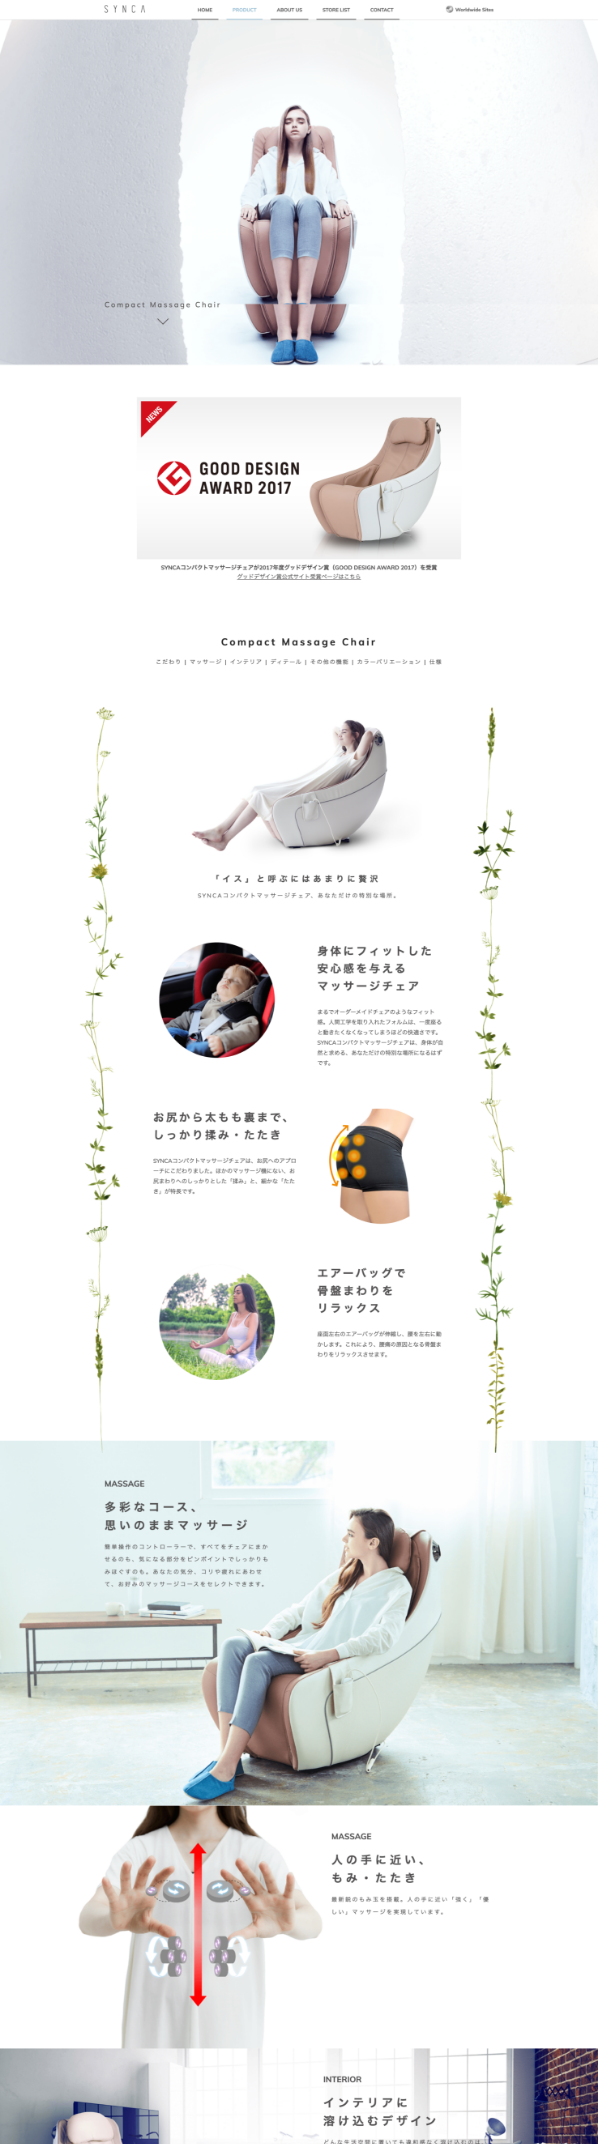 SYNCA
HOME
PRODUCT
ABOUT US
STORE LIST
CONTACT
Worldwide Sites
Compact Massage Chair
NEWS
GOOD DESIGN
AWARD 2017
SYNCAコンパクトマッサージチェアが2017年度グッドデザイン賞（GOOD DESIGN AWARD 2017）を受賞
グッドデザイン賞公式サイト受賞ページはこちら
Compact Massage Chair
こだわり | マッサージ | インテリア | ディテール | その他の機能 | カラーバリエーション | 仕様
「イス」と呼ぶにはあまりに贅沢
SYNCAコンパクトマッサージチェア、あなただけの特別な場所。
身体にフィットした
安心感を与える
マッサージチェア
まるでオーダーメイドチェアのようなフィット
感。人間工学を取り入れたフォルムは、一度座る
と動きたくなくなってしまうほどの快適さです。
SYNCAコンパクトマッサージチェアは、身体が自
然と求める、あなただけの特別な場所になるはず
です。
お尻から太もも裏まで、
しっかり揉み・たたき
SYNCAコンパクトマッサージチェアは、お尻へのアプロ
ーチにこだわりました。ほかのマッサージ機にない、お
尻まわりへのしっかりとした「揉み」と、細かな「たた
き」が特長です。
エアーバッグで
骨盤まわりを
リラックス
座面左右のエアーバッグが伸縮し、腰を左右に動
かします。これにより、腰痛の原因となる骨盤ま
わりをリラックスさせます。
MASSAGE
多彩なコース、
思いのままマッサージ
簡単操作のコントローラーで、すべてをチェアにまか
せるのも、気になる部分をピンポイントでしっかりも
みほぐすのも。あなたの気分、コリや疲れにあわせ
て、お好みのマッサージコースをセレクトできます。
MASSAGE
人の手に近い、
もみ・たたき
最新鋭のもみ玉を搭載。人の手に近い「強く」「優
しい」マッサージを実現しています。
INTERIOR
インテリアに
溶け込むデザイン